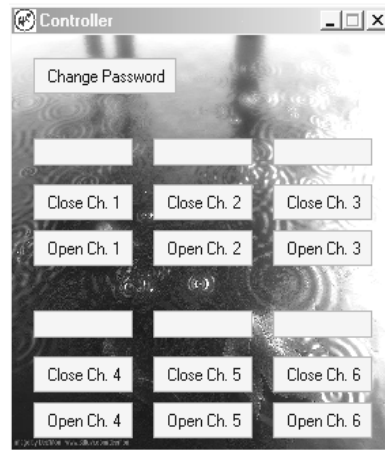 Controller
Change Password
Close Ch. 1 Close Ch. 2 Close Ch. 3
Open Ch. 1 Open Ch. 2 Open Ch. 3
Close Ch. 4 Close Ch. 5 Close Ch. 6
Open Ch. 4 Open Ch. 5 Open Ch. 6